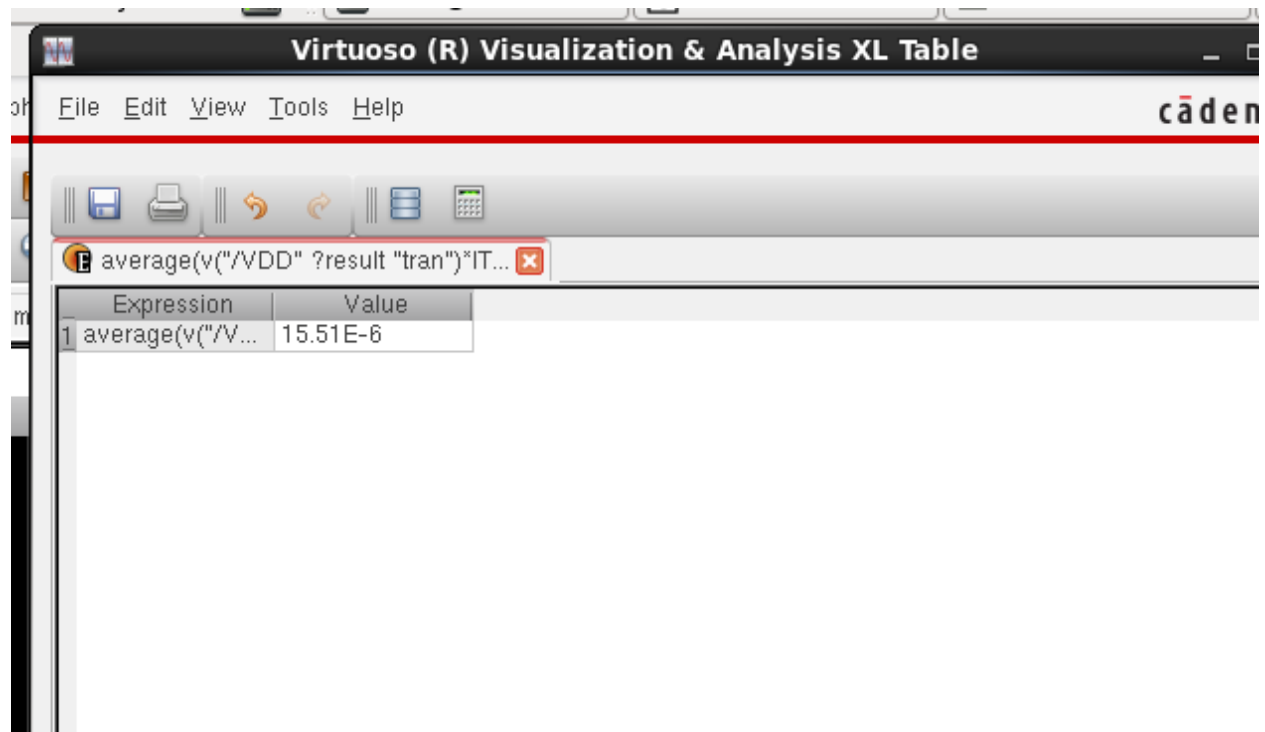 Virtuoso (R) Visualization & Analysis XL Table
File Edit View Tools Help
cāden
average(v("/VDD" ?result "tran")*IT...
Expression Value
1 average(v("/V... 15.51E-6